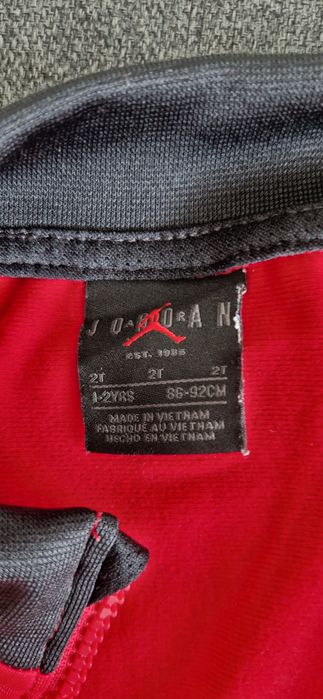 JORDAN
AIR
EST. 1985
2T 2T 2T
1-2YRS 86-92CM
MADE IN VIETNAM
FABRIQUÉ AU VIETNAM
HECHO EN VIETNAM